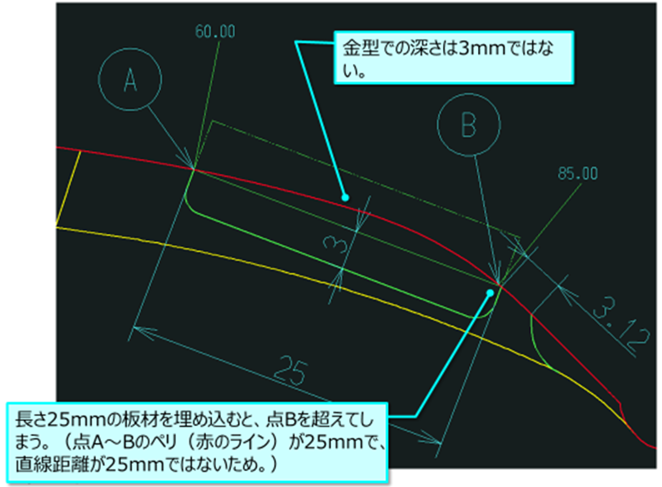 60.00
金型での深さは3mmではな
い。
A
B
85.00
3
3.12
25
長さ25mmの板材を埋め込むと、点Bを超えてし
まう。（点A～Bのペリ（赤のライン）が25mmで、
直線距離が25mmではないため。）